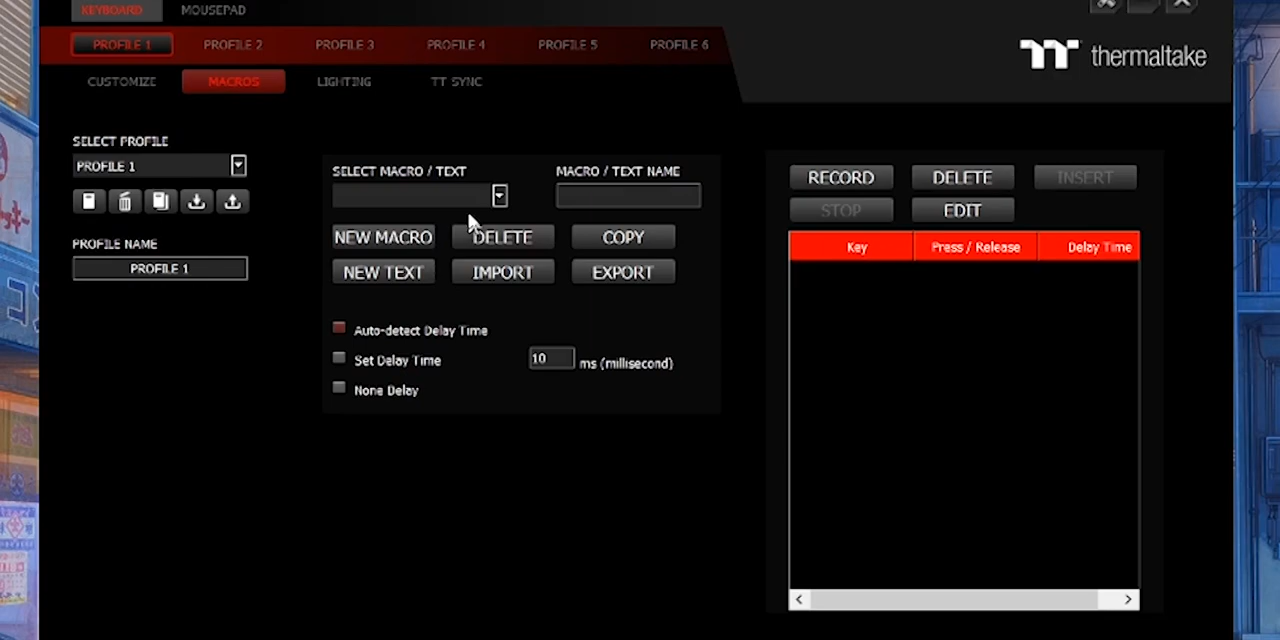 KEYBOARD MOUSEPAD
PROFILE 1 PROFILE 2 PROFILE 3 PROFILE 4 PROFILE 5 PROFILE 6
thermaltake
CUSTOMIZE MACROS LIGHTING TT SYNC
SELECT PROFILE
PROFILE 1
PROFILE NAME
PROFILE 1
SELECT MACRO / TEXT MACRO / TEXT NAME
NEW MACRO DELETE COPY
NEW TEXT IMPORT EXPORT
Auto-detect Delay Time
Set Delay Time 10 ms (millisecond)
None Delay
RECORD DELETE INSERT
STOP EDIT
Key Press / Release Delay Time